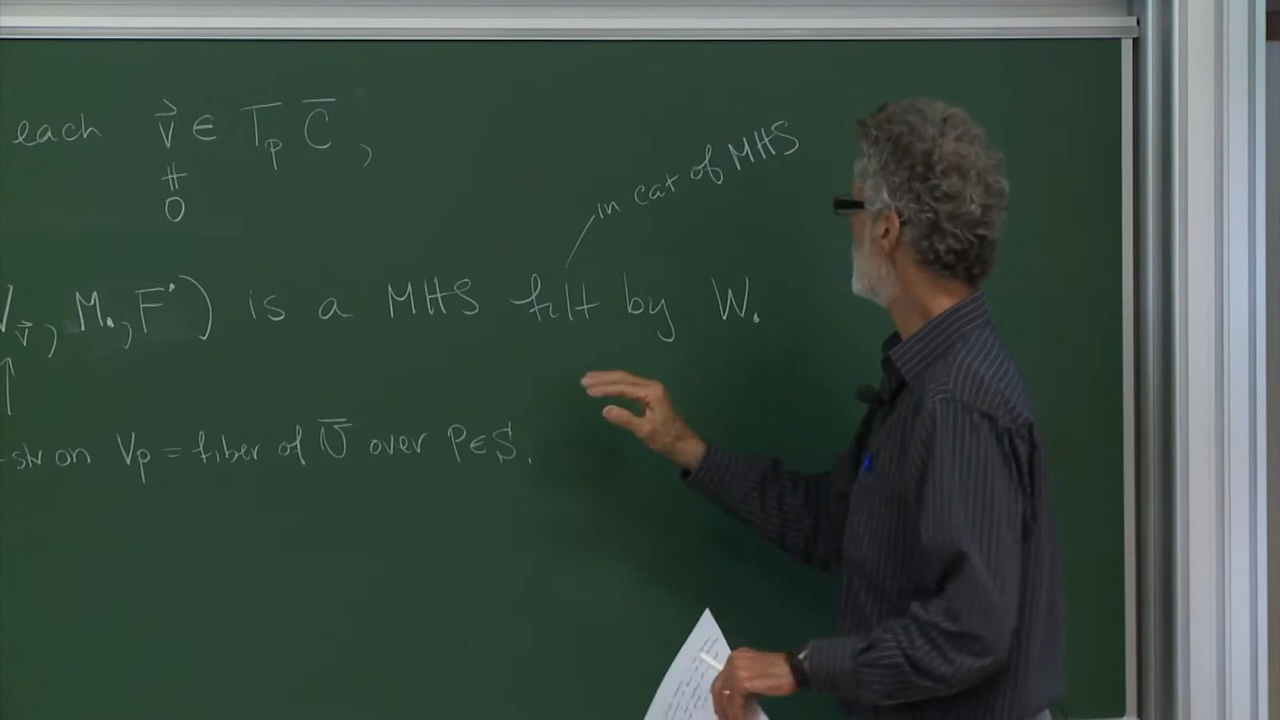 each v⃗ ∈ T_p C̅,
≠
0
in cat of MHS
V_v⃗, M•, F•) is a MHS filt by W•
↑
-str on V_p = fiber of V̅ over P∈S.